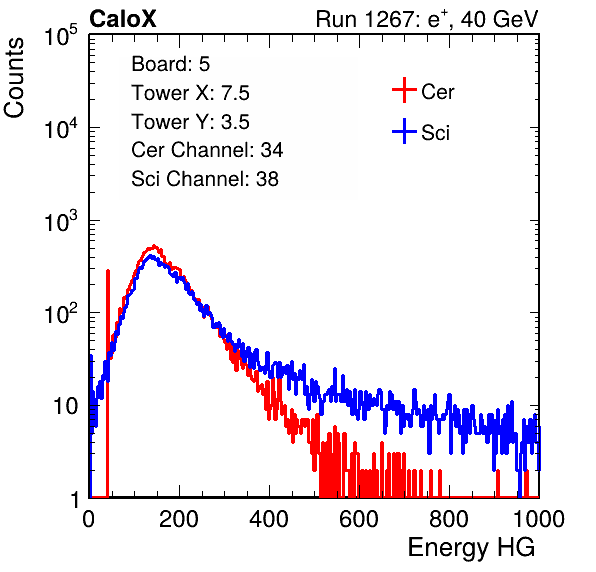 CaloX Run 1267: e⁺, 40 GeV
Counts
Board: 5
Tower X: 7.5
Tower Y: 3.5
Cer Channel: 34
Sci Channel: 38
Cer
Sci
10⁵
10⁴
10³
10²
10
1
0 200 400 600 800 1000
Energy HG